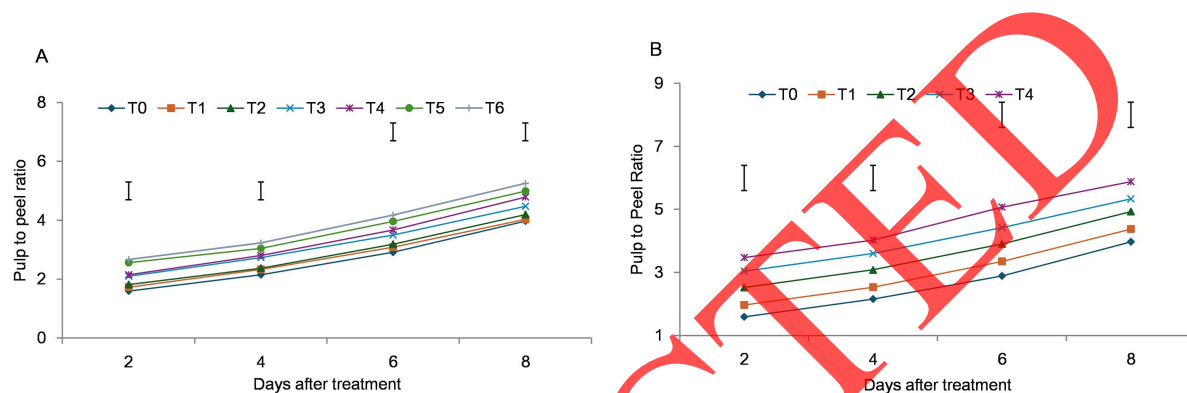 A
Pulp to peel ratio
8
6
4
2
0
T0 T1 T2 T3 T4 T5 T6
2 4 6 8
Days after treatment
B
Pulp to Peel Ratio
9
7
5
3
1
T0 T1 T2 T3 T4
2 4 6 8
Days after treatment
TED